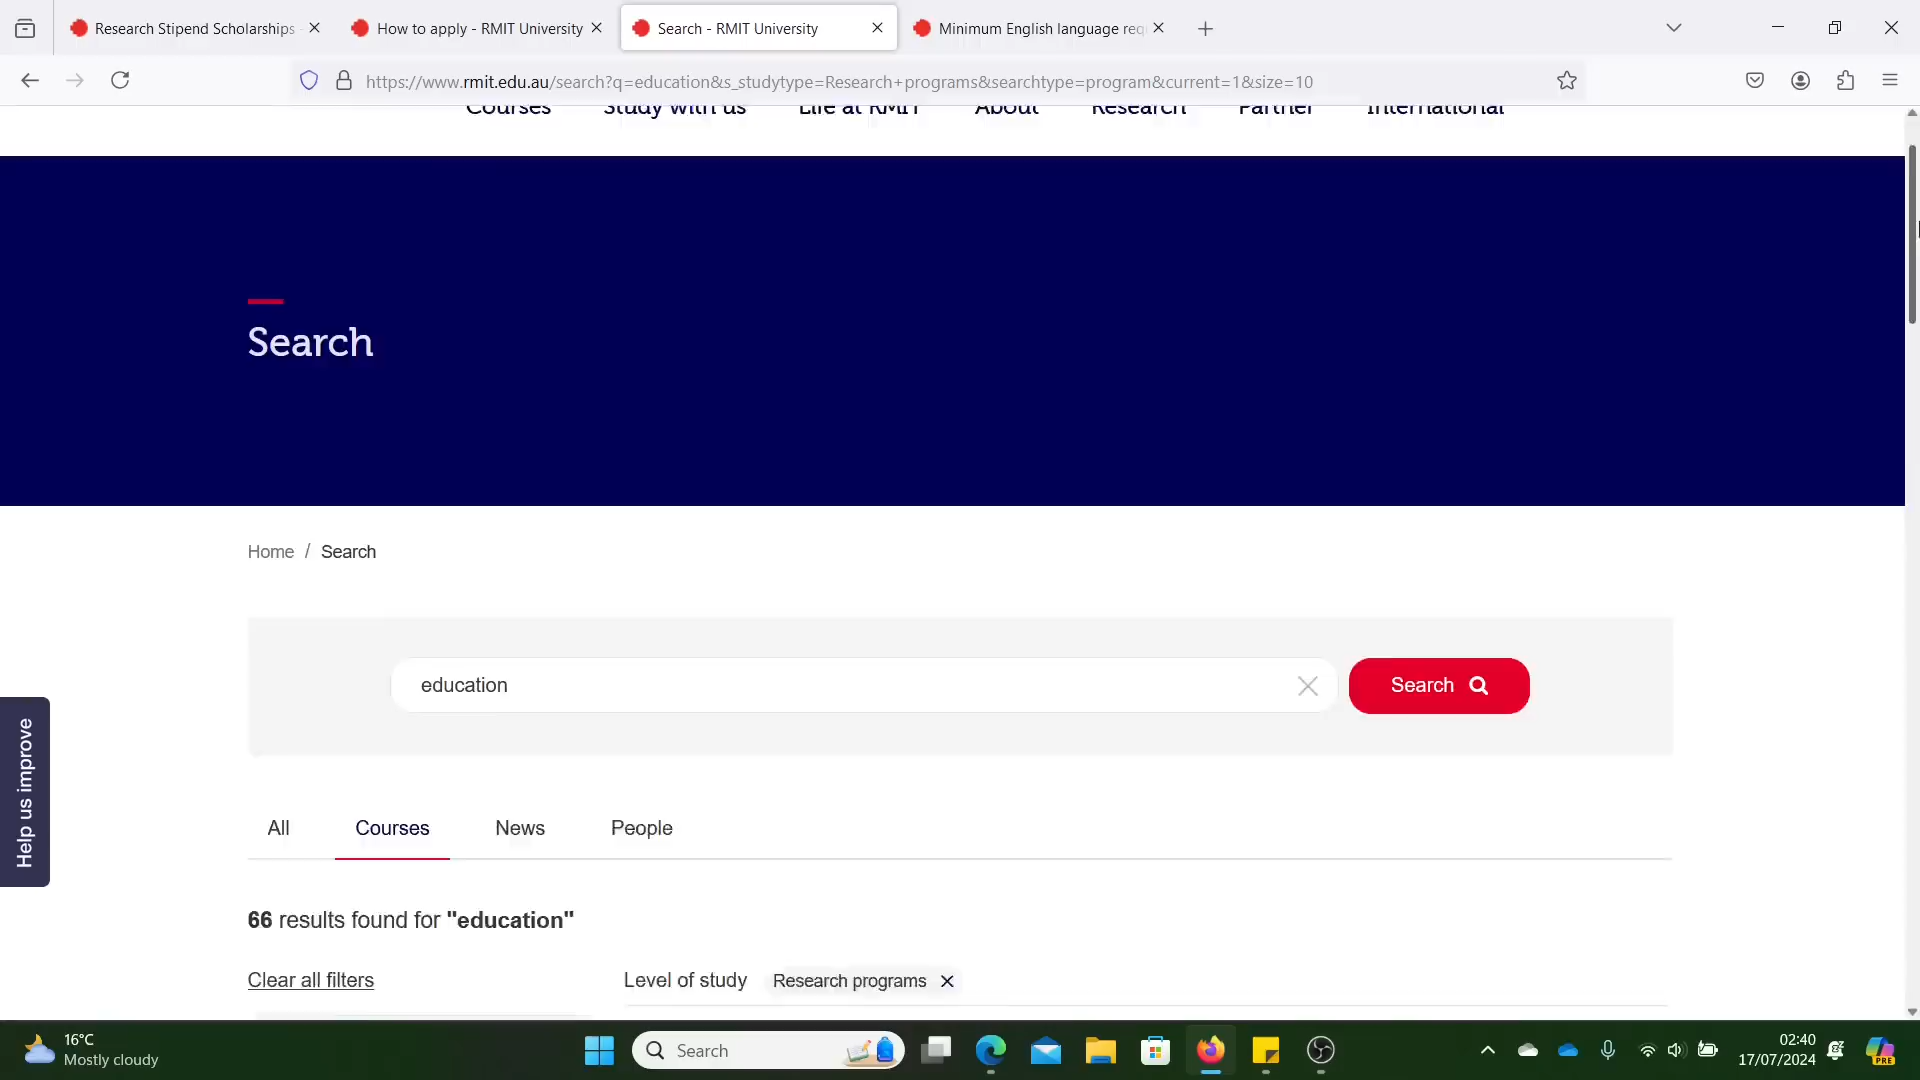 Research Stipend Scholarships
How to apply - RMIT University
Search - RMIT University
Minimum English language req
https://www.rmit.edu.au/search?q=education&s_studytype=Research+programs&searchtype=program&current=1&size=10
Courses Study with us Life at RMIT About Research Partner International
Search
Home / Search
education
Search
Help us improve
All Courses News People
66 results found for "education"
Clear all filters
Level of study Research programs
16°C
Mostly cloudy
Search
02:40
17/07/2024
PRE